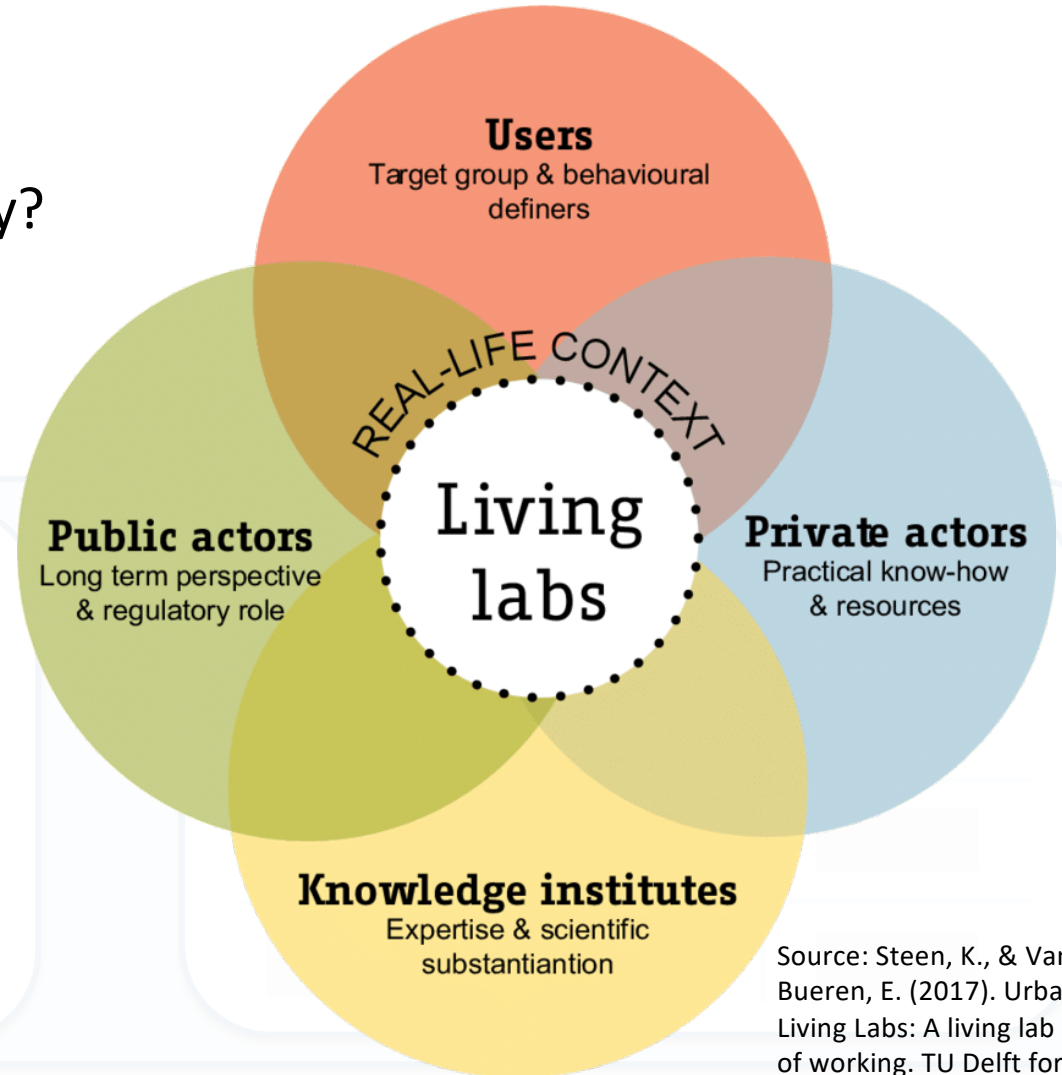 y?
Users
Target group & behavioural
definers
REAL-LIFE CONTEXT
Living
labs
Public actors
Long term perspective
& regulatory role
Private actors
Practical know-how
& resources
Knowledge institutes
Expertise & scientific
substantiantion
Source: Steen, K., & Van
Bueren, E. (2017). Urba
Living Labs: A living lab
of working. TU Delft for